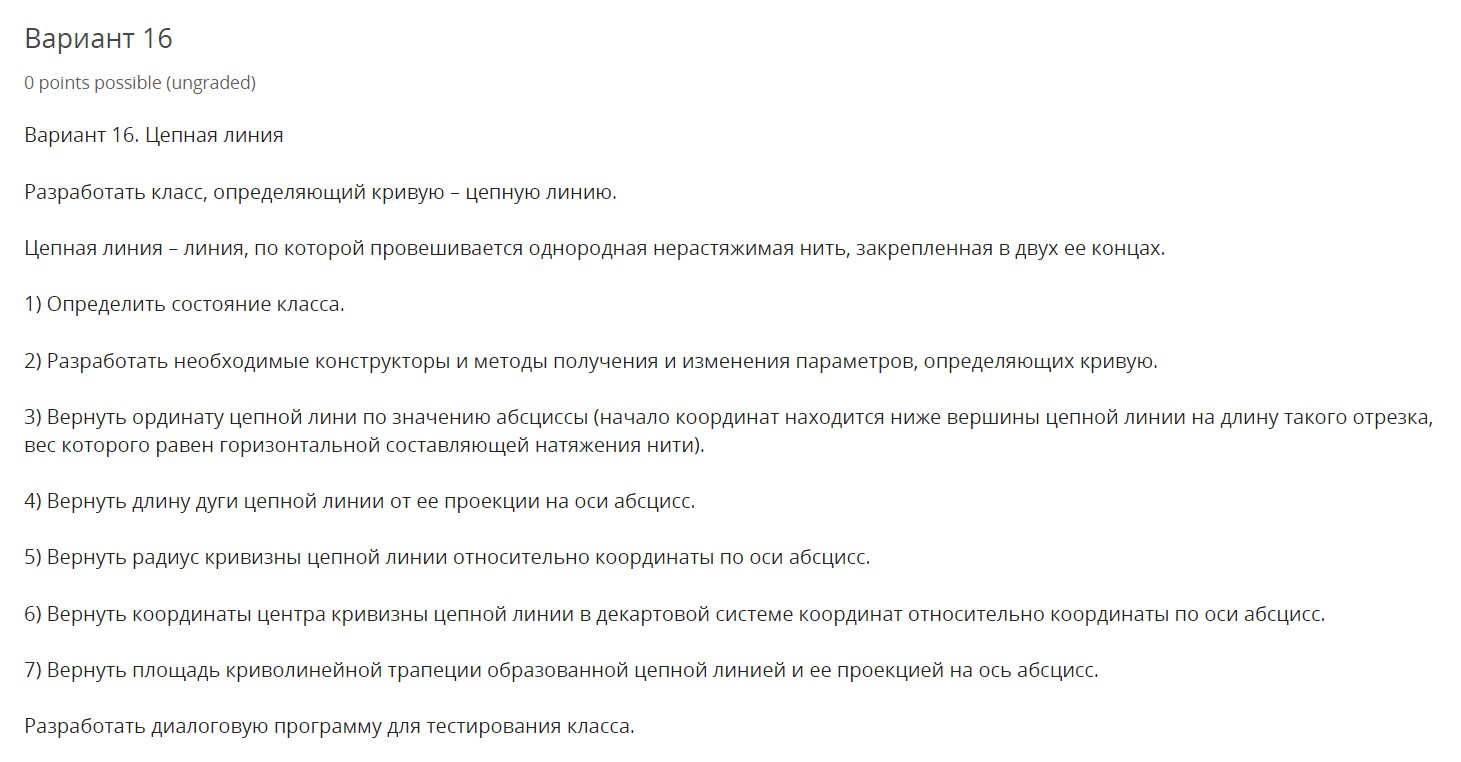 Вариант 16
0 points possible (ungraded)
Вариант 16. Цепная линия
Разработать класс, определяющий кривую – цепную линию.
Цепная линия – линия, по которой провешивается однородная нерастяжимая нить, закрепленная в двух ее концах.
1) Определить состояние класса.
2) Разработать необходимые конструкторы и методы получения и изменения параметров, определяющих кривую.
3) Вернуть ординату цепной лини по значению абсциссы (начало координат находится ниже вершины цепной линии на длину такого отрезка,
вес которого равен горизонтальной составляющей натяжения нити).
4) Вернуть длину дуги цепной линии от ее проекции на оси абсцисс.
5) Вернуть радиус кривизны цепной линии относительно координаты по оси абсцисс.
6) Вернуть координаты центра кривизны цепной линии в декартовой системе координат относительно координаты по оси абсцисс.
7) Вернуть площадь криволинейной трапеции образованной цепной линией и ее проекцией на ось абсцисс.
Разработать диалоговую программу для тестирования класса.